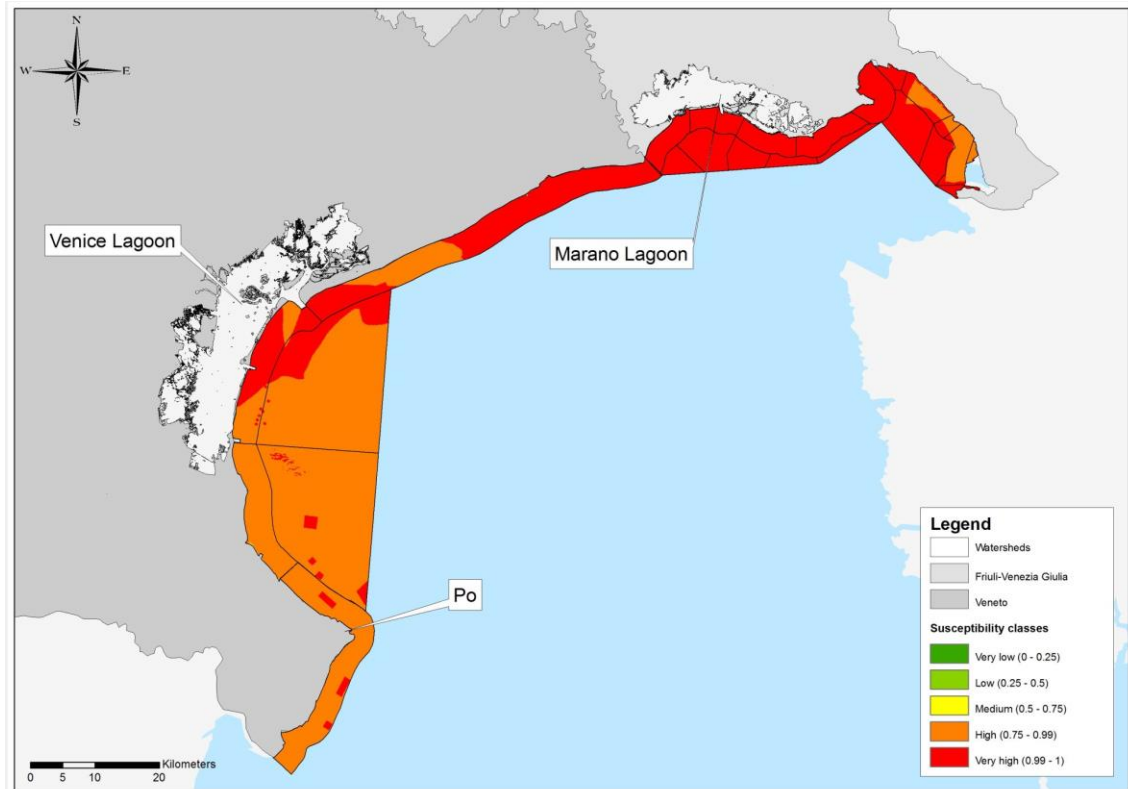 N
W E
S
Venice Lagoon
Marano Lagoon
Po
Legend
Watersheds
Friuli-Venezia Giulia
Veneto
Susceptibility classes
Very low (0 - 0.25)
Low (0.25 - 0.5)
Medium (0.5 - 0.75)
High (0.75 - 0.99)
Very high (0.99 - 1)
Kilometers
0 5 10 20